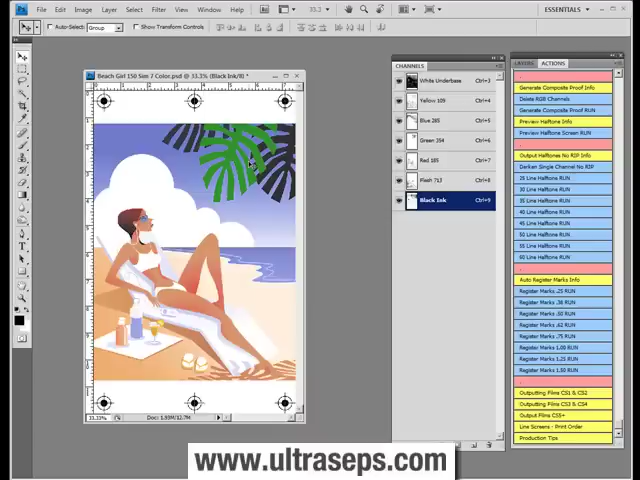 Ps File Edit Image Layer Select Filter View Window Help 33.3 ESSENTIALS
Auto-Select: Group Show Transform Controls
Beach Girl 150 Sim 7 Color.psd @ 33.3% (Black Ink/8) *
33.33% Doc: 1.93M/12.7M
CHANNELS
White Underbase Ctrl+3
Yellow 109 Ctrl+4
Blue 285 Ctrl+5
Green 354 Ctrl+6
Red 185 Ctrl+7
Flesh 713 Ctrl+8
Black Ink Ctrl+9
LAYERS ACTIONS
Generate Composite Proof Info
Delete RGB Channels
Generate Composite Proof RUN
Preview Halftone Info
Preview Halftone Screen RUN
Output Halftones No RIP Info
Darken Single Channel No RIP
25 Line Halftone RUN
30 Line Halftone RUN
35 Line Halftone RUN
40 Line Halftone RUN
45 Line Halftone RUN
50 Line Halftone RUN
55 Line Halftone RUN
60 Line Halftone RUN
Auto Register Marks Info
Register Marks .25 RUN
Register Marks .38 RUN
Register Marks .50 RUN
Register Marks .62 RUN
Register Marks .75 RUN
Register Marks 1.00 RUN
Register Marks 1.25 RUN
Register Marks 1.50 RUN
Outputting Films CS1 & CS2
Outputting Films CS3 & CS4
Output Films CS5+
Line Screens - Print Order
Production Tips
www.ultraseps.com